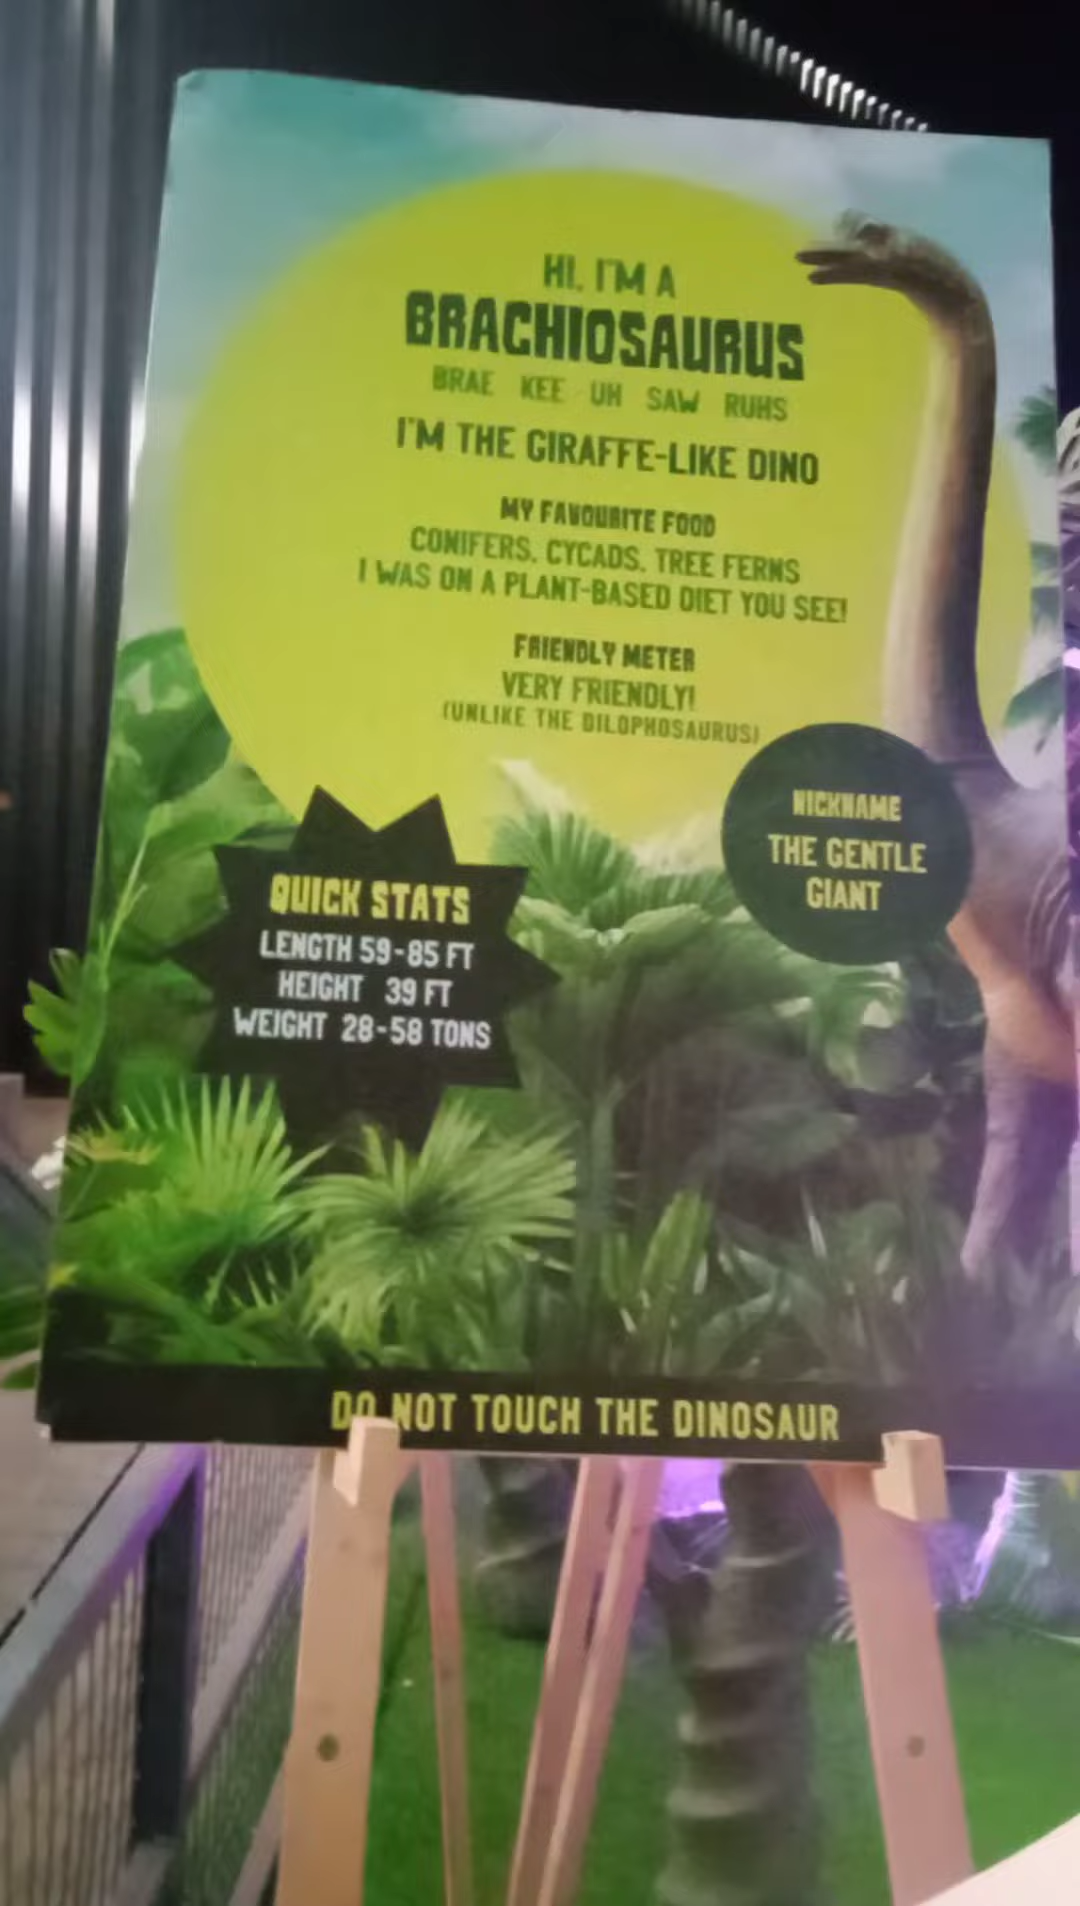 HI, I'M A
BRACHIOSAURUS
BRAE KEE UH SAW RUHS
I'M THE GIRAFFE-LIKE DINO
MY FAVOURITE FOOD
CONIFERS, CYCADS, TREE FERNS
I WAS ON A PLANT-BASED DIET YOU SEE!
FRIENDLY METER
VERY FRIENDLY!
(UNLIKE THE DILOPHOSAURUS)
NICKNAME
THE GENTLE
GIANT
QUICK STATS
LENGTH 59-85 FT
HEIGHT 39 FT
WEIGHT 28-58 TONS
DO NOT TOUCH THE DINOSAUR